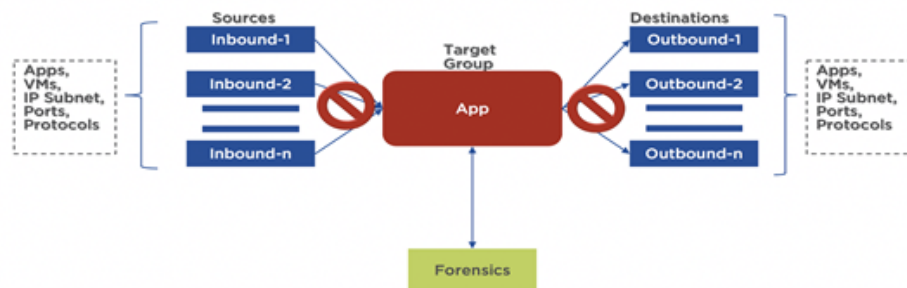 Sources
Inbound-1
Inbound-2
Inbound-n
Apps,
VMs,
IP Subnet,
Ports,
Protocols
Target
Group
App
Forensics
Destinations
Outbound-1
Outbound-2
Outbound-n
Apps,
VMs,
IP Subnet,
Ports,
Protocols